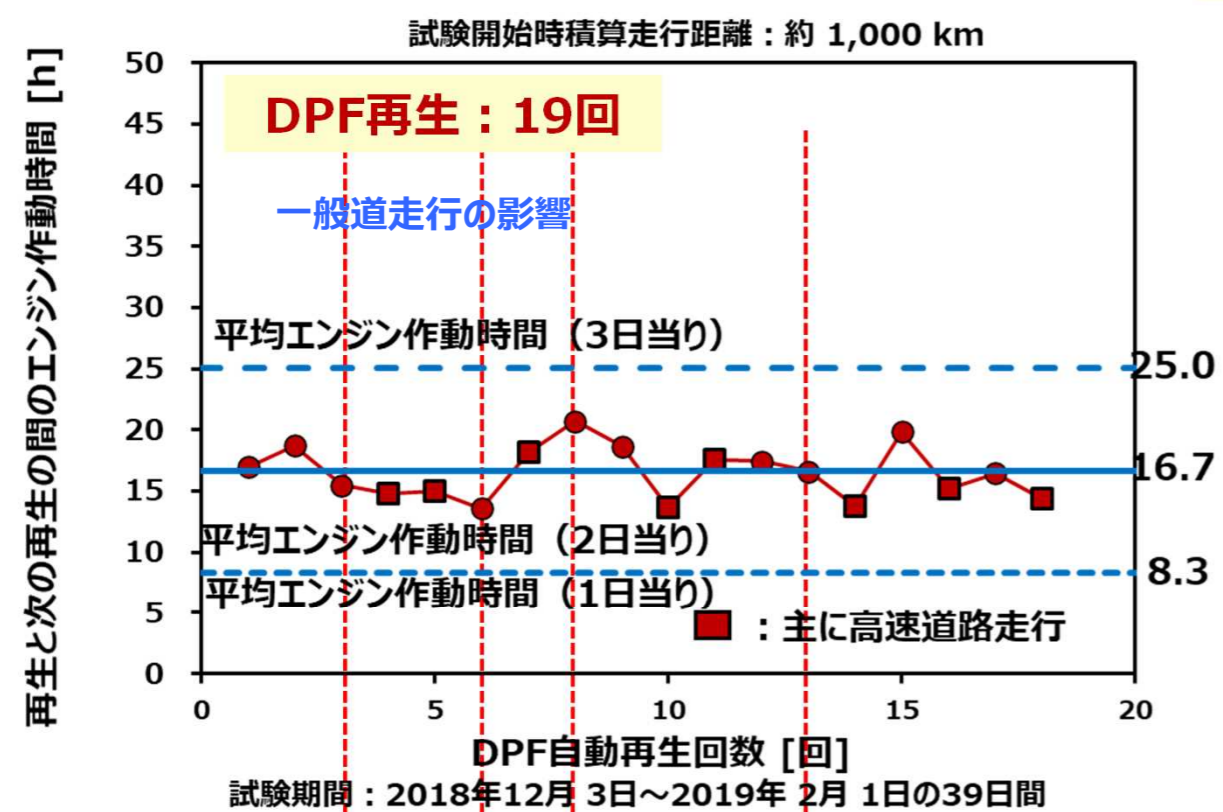 試験開始時積算走行距離：約 1,000 km
再生と次の再生の間のエンジン作動時間 [h]
50
45
40
35
30
25
20
15
10
5
0
DPF再生：19回
一般道走行の影響
平均エンジン作動時間（3日当り）
25.0
16.7
平均エンジン作動時間（2日当り）
8.3
平均エンジン作動時間（1日当り）
：主に高速道路走行
0 5 10 15 20
DPF自動再生回数 [回]
試験期間：2018年12月 3日～2019年 2月 1日の39日間